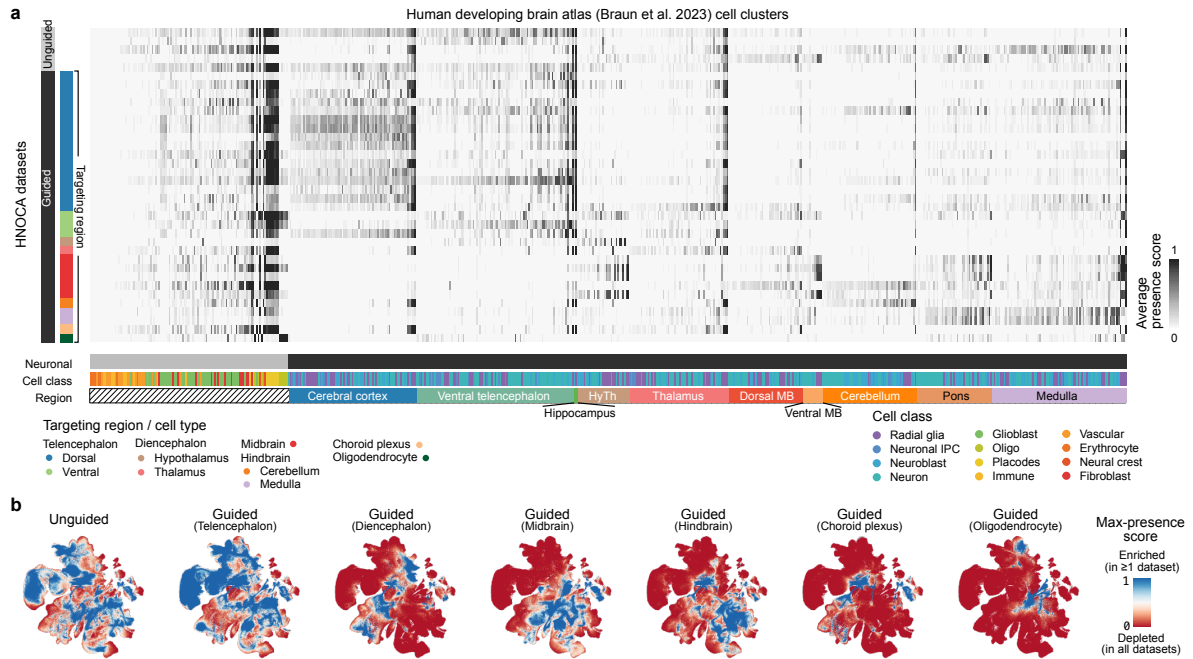 a
Human developing brain atlas (Braun et al. 2023) cell clusters
HNOCA datasets
Unguided
Guided
Targeting region
Average
presence score
1
0
Neuronal
Cell class
Region
Cerebral cortex
Ventral telencephalon
Hippocampus
HyTh
Thalamus
Dorsal MB
Ventral MB
Cerebellum
Pons
Medulla
Targeting region / cell type
Telencephalon
Dorsal
Ventral
Diencephalon
Hypothalamus
Thalamus
Midbrain
Hindbrain
Cerebellum
Medulla
Choroid plexus
Oligodendrocyte
Cell class
Radial glia
Neuronal IPC
Neuroblast
Neuron
Glioblast
Oligo
Placodes
Immune
Vascular
Erythrocyte
Neural crest
Fibroblast
b
Unguided
Guided
(Telencephalon)
Guided
(Diencephalon)
Guided
(Midbrain)
Guided
(Hindbrain)
Guided
(Choroid plexus)
Guided
(Oligodendrocyte)
Max-presence
score
Enriched
(in ≥1 dataset)
1
0
Depleted
(in all datasets)